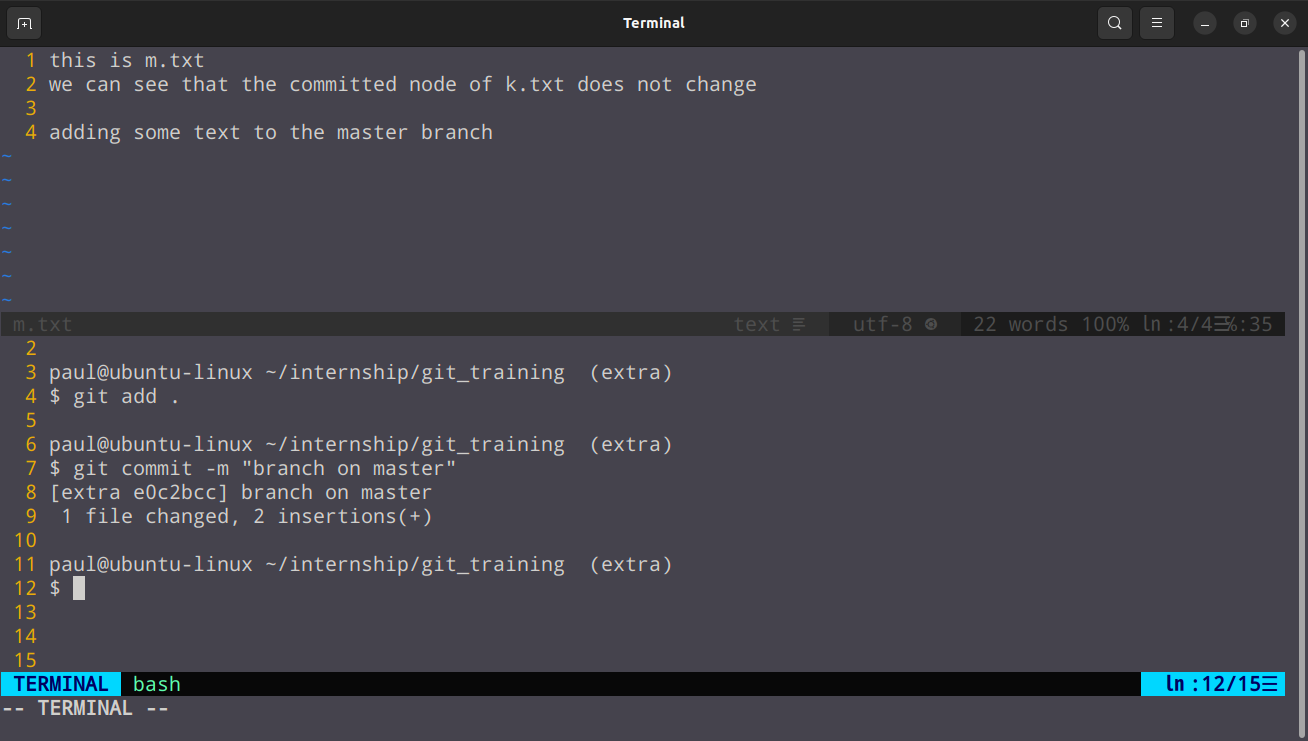 Terminal
1 this is m.txt
2 we can see that the committed node of k.txt does not change
3
4 adding some text to the master branch
~
~
~
~
~
~
~
m.txt text utf-8 22 words 100% ln :4/4☰%:35
2
3 paul@ubuntu-linux ~/internship/git_training  (extra)
4 $ git add .
5
6 paul@ubuntu-linux ~/internship/git_training  (extra)
7 $ git commit -m "branch on master"
8 [extra e0c2bcc] branch on master
9  1 file changed, 2 insertions(+)
10
11 paul@ubuntu-linux ~/internship/git_training  (extra)
12 $
13
14
15
TERMINAL bash ln :12/15☰
-- TERMINAL --